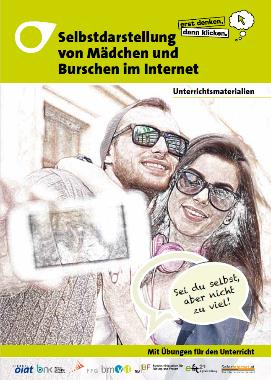 Selbstdarstellung
von Mädchen und
Burschen im Internet
erst denken,
dann klicken.
Unterrichtsmaterialien
Sei du selbst,
aber nicht
zu viel!
Mit Übungen für den Unterricht
öiat